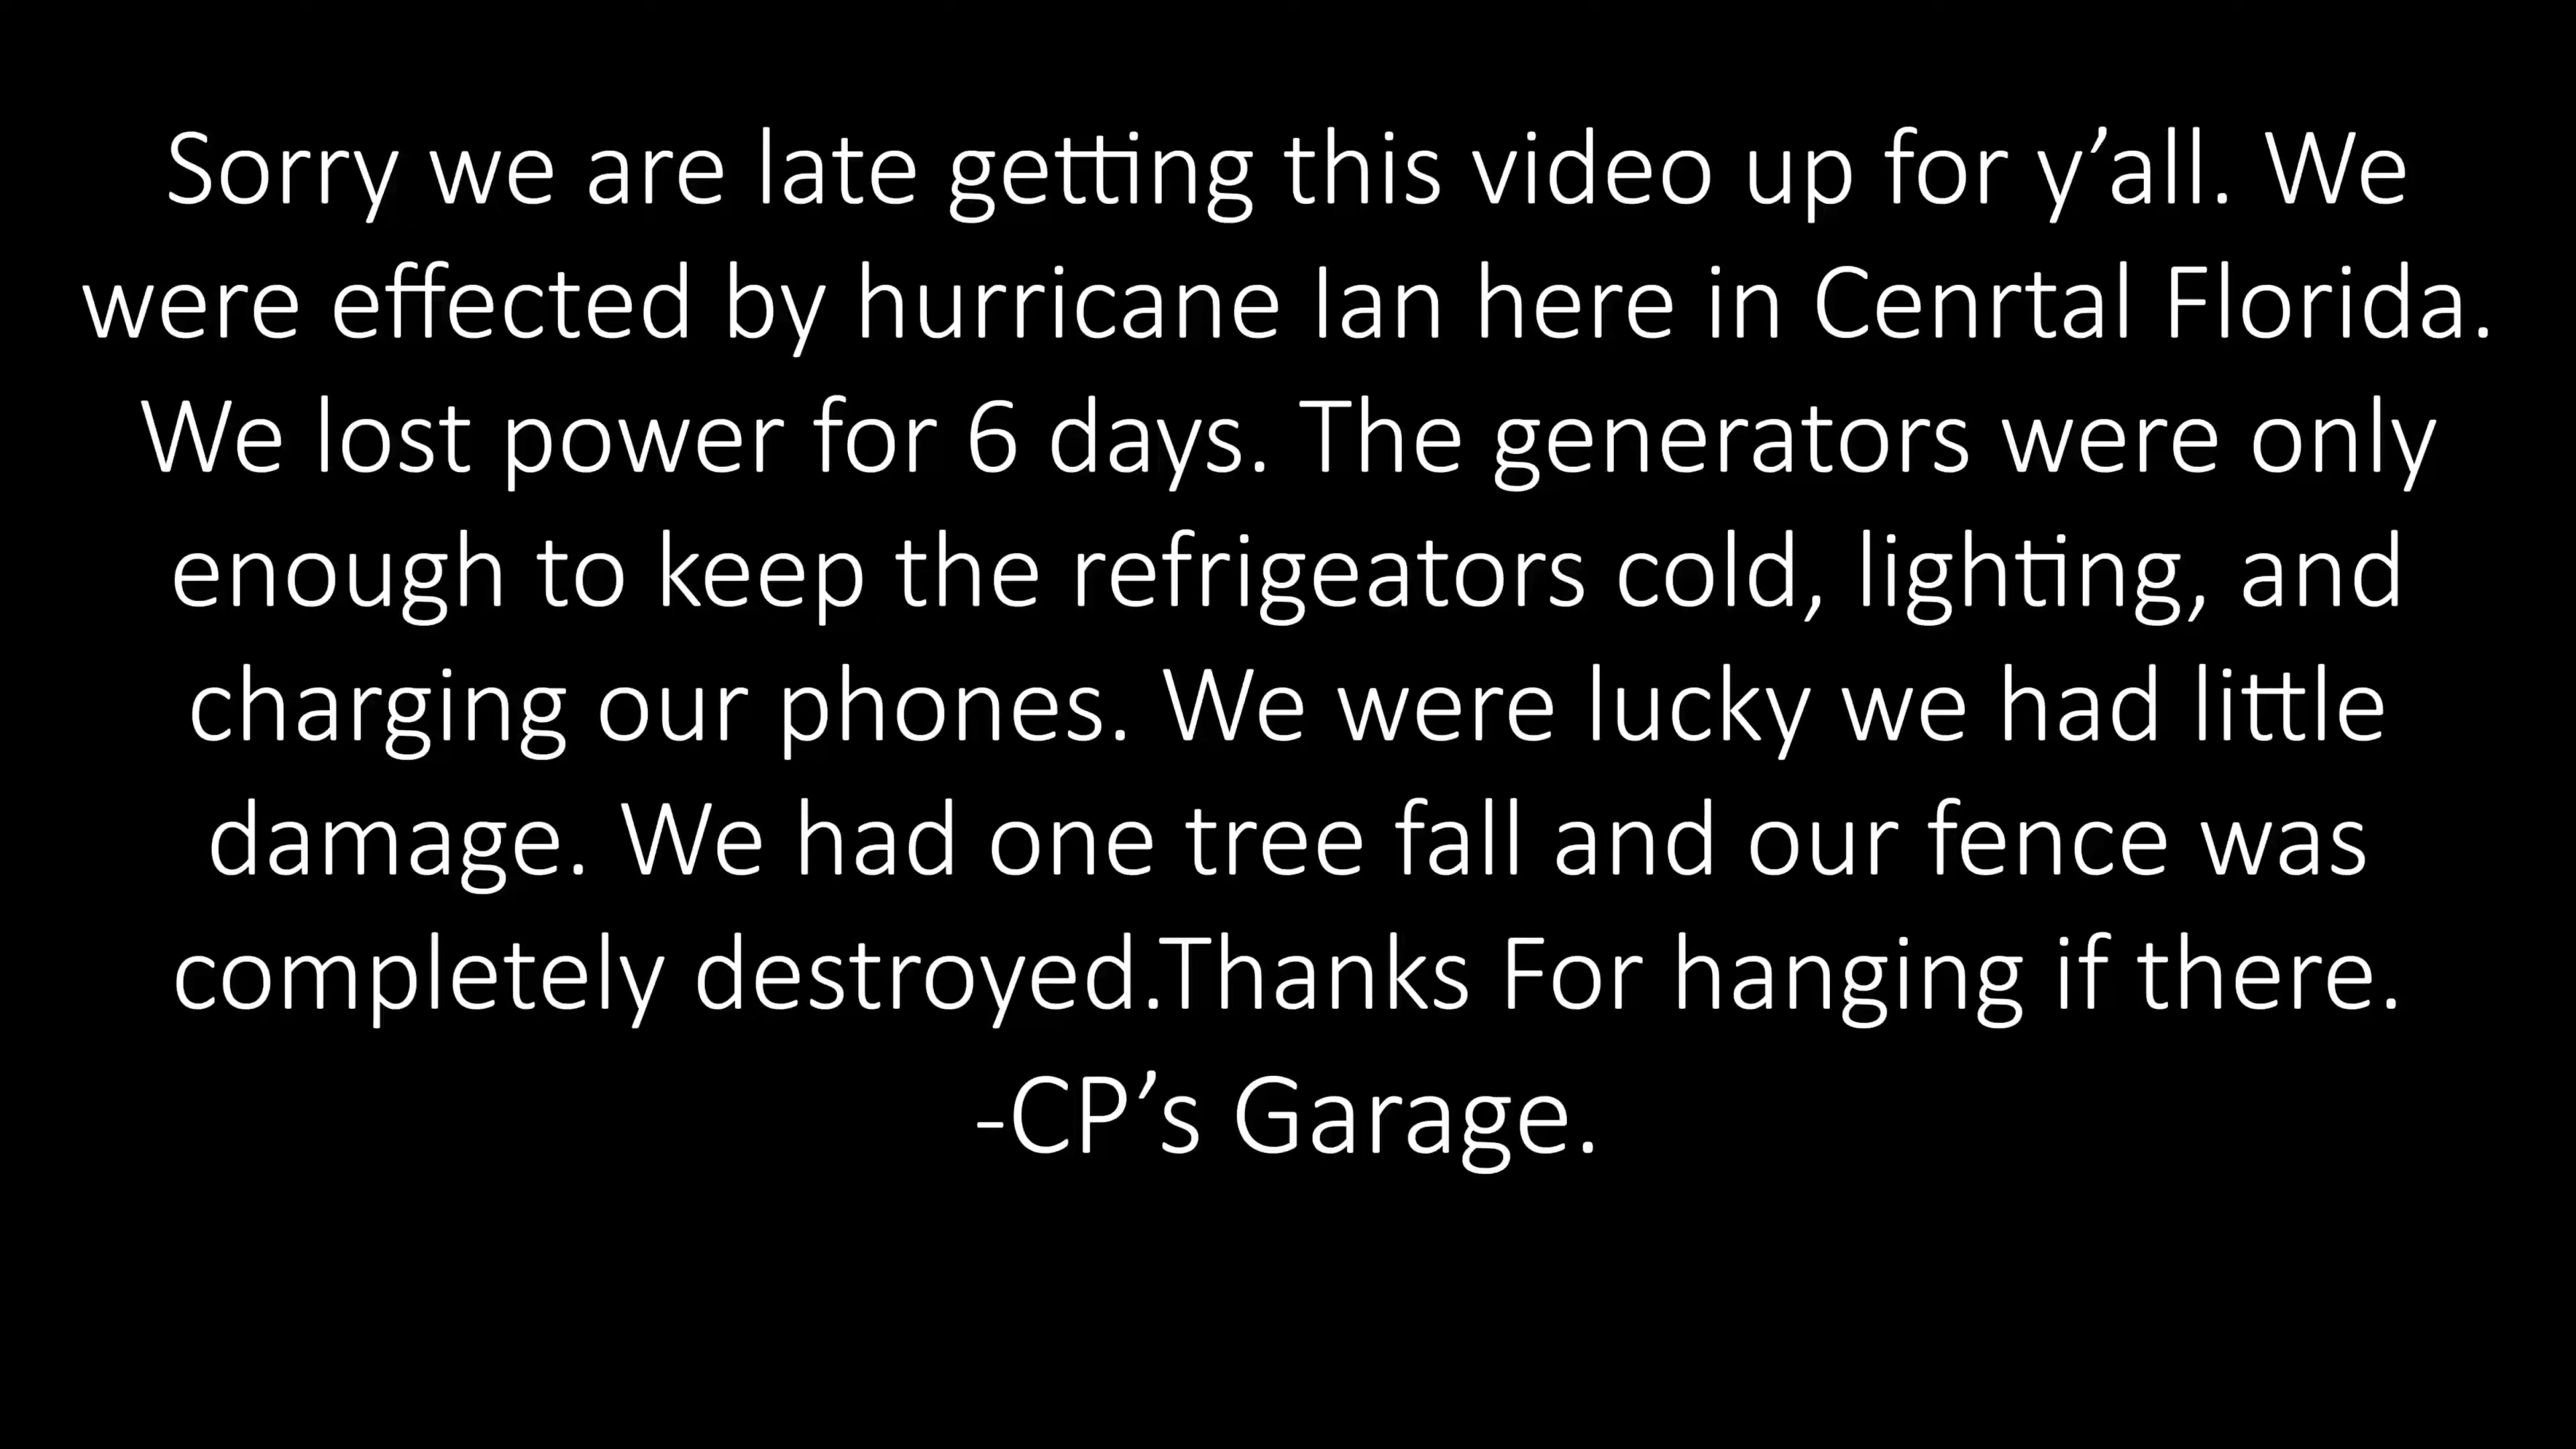 Sorry we are late getting this video up for y’all. We
were effected by hurricane Ian here in Cenrtal Florida.
We lost power for 6 days. The generators were only
enough to keep the refrigeators cold, lighting, and
charging our phones. We were lucky we had little
damage. We had one tree fall and our fence was
completely destroyed.Thanks For hanging if there.
-CP’s Garage.